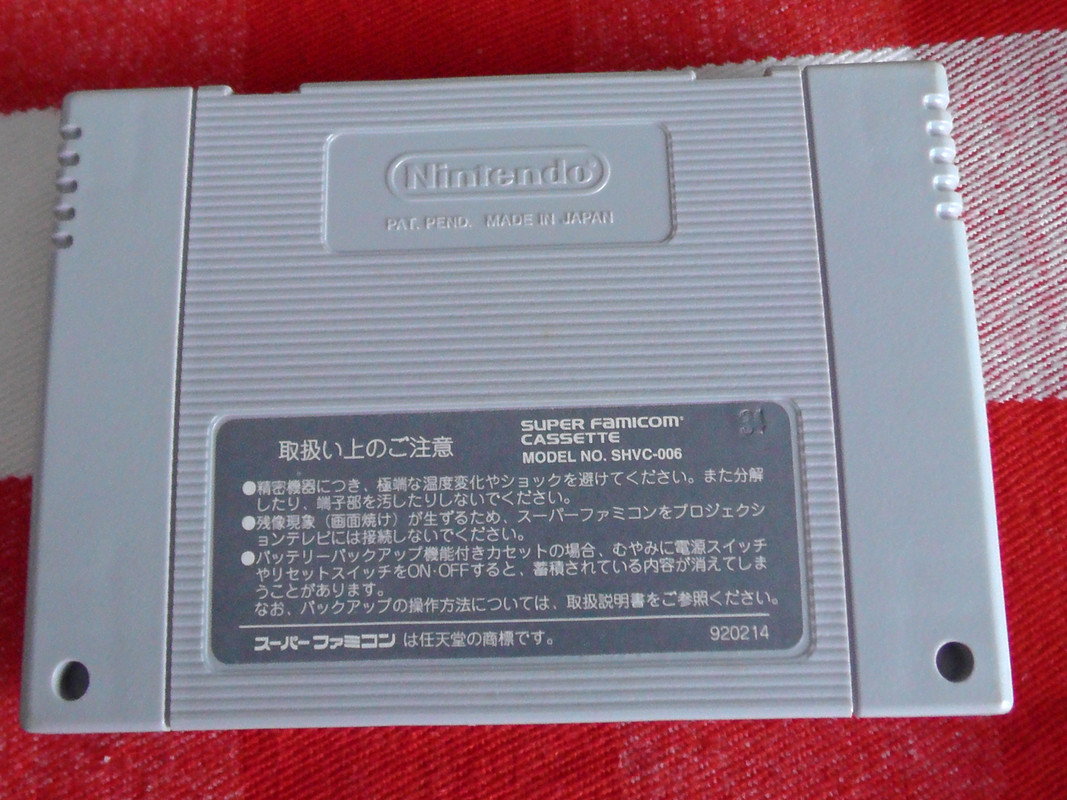 Nintendo®
PAT. PEND. MADE IN JAPAN
取扱い上のご注意
SUPER FAMICOM®
CASSETTE
MODEL NO. SHVC-006
●精密機器につき、極端な温度変化やショックを避けてください。また分解
したり、端子部を汚したりしないでください。
●残像現象（画面焼け）が生ずるため、スーパーファミコンをプロジェクシ
ョンテレビには接続しないでください。
●バッテリーバックアップ機能付きカセットの場合、むやみに電源スイッチ
やリセットスイッチをON·OFFすると、蓄積されている内容が消えてしま
うことがあります。
なお、バックアップの操作方法については、取扱説明書をご参照ください。
スーパーファミコン は任天堂の商標です。
920214